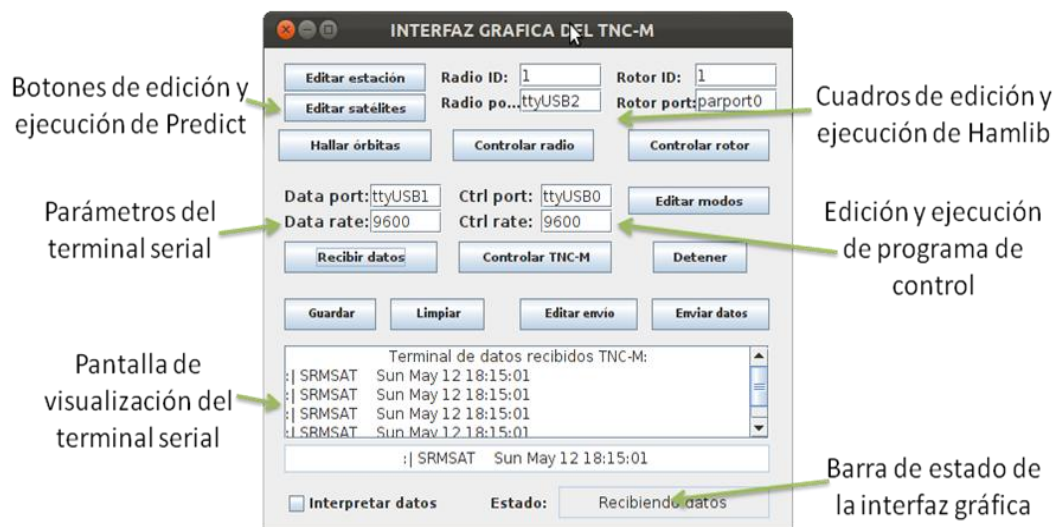 INTERFAZ GRAFICA DEL TNC-M
Botones de edición y
ejecución de Predict
Editar estación
Radio ID: 1
Rotor ID: 1
Editar satélites
Radio po... ttyUSB2
Rotor port: parport0
Cuadros de edición y
ejecución de Hamlib
Hallar órbitas
Controlar radio
Controlar rotor
Parámetros del
terminal serial
Data port: ttyUSB1
Ctrl port: ttyUSB0
Editar modos
Data rate: 9600
Ctrl rate: 9600
Edición y ejecución
de programa de
control
Recibir datos
Controlar TNC-M
Detener
Guardar
Limpiar
Editar envío
Enviar datos
Pantalla de
visualización del
terminal serial
Terminal de datos recibidos TNC-M:
:| SRMSAT Sun May 12 18:15:01
:| SRMSAT Sun May 12 18:15:01
:| SRMSAT Sun May 12 18:15:01
:| SRMSAT Sun May 12 18:15:01
:| SRMSAT Sun May 12 18:15:01
Interpretar datos
Estado: Recibiendo datos
Barra de estado de
la interfaz gráfica